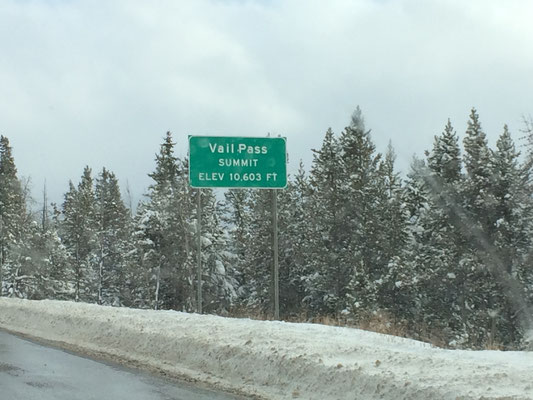 Vail Pass
SUMMIT
ELEV 10,603 FT